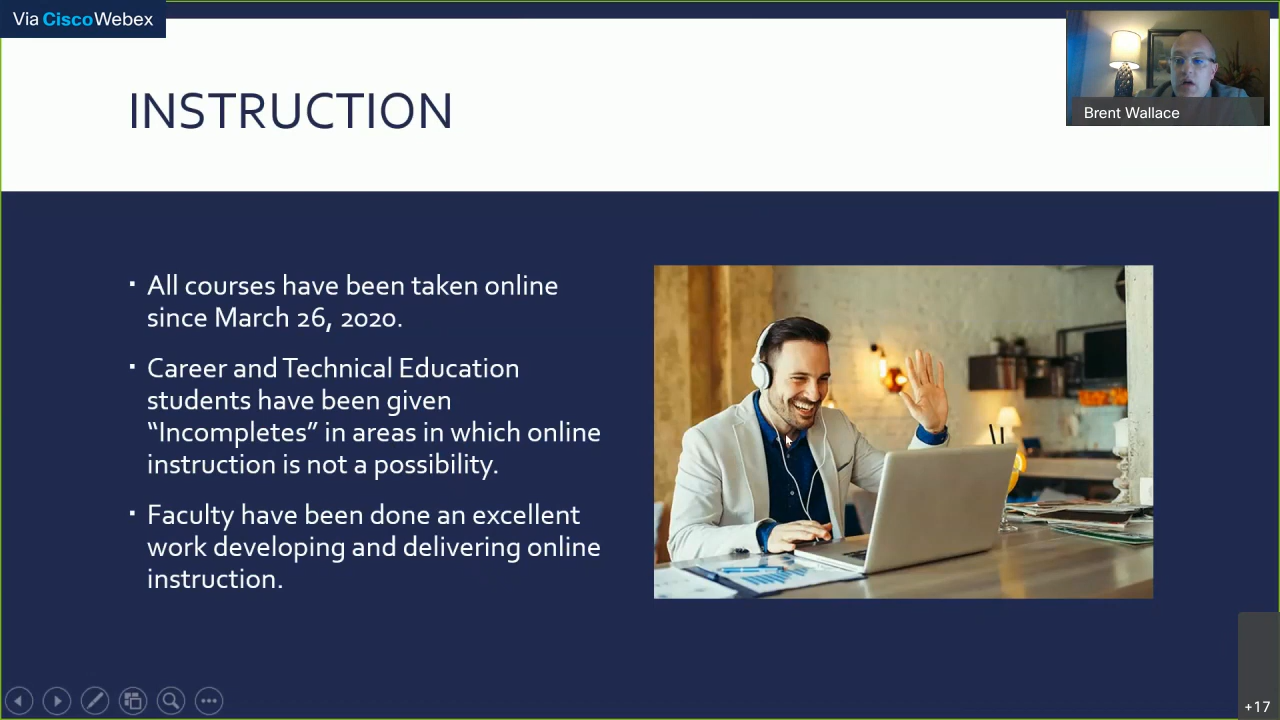 Via CiscoWebex
Brent Wallace
INSTRUCTION
▪ All courses have been taken online
since March 26, 2020.
▪ Career and Technical Education
students have been given
“Incompletes” in areas in which online
instruction is not a possibility.
▪ Faculty have been done an excellent
work developing and delivering online
instruction.
+17